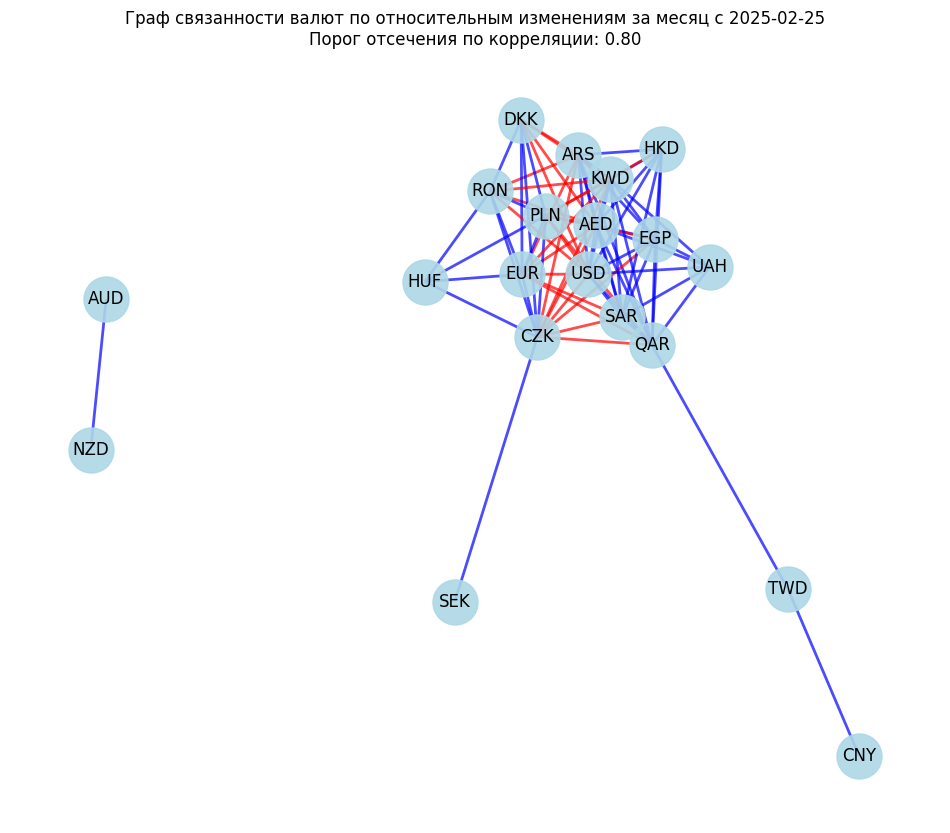 Граф связанности валют по относительным изменениям за месяц с 2025-02-25
Порог отсечения по корреляции: 0.80
DKK
ARS
HKD
KWD
RON
PLN
AED
EGP
UAH
HUF
EUR
USD
AUD
SAR
CZK
QAR
NZD
SEK
TWD
CNY